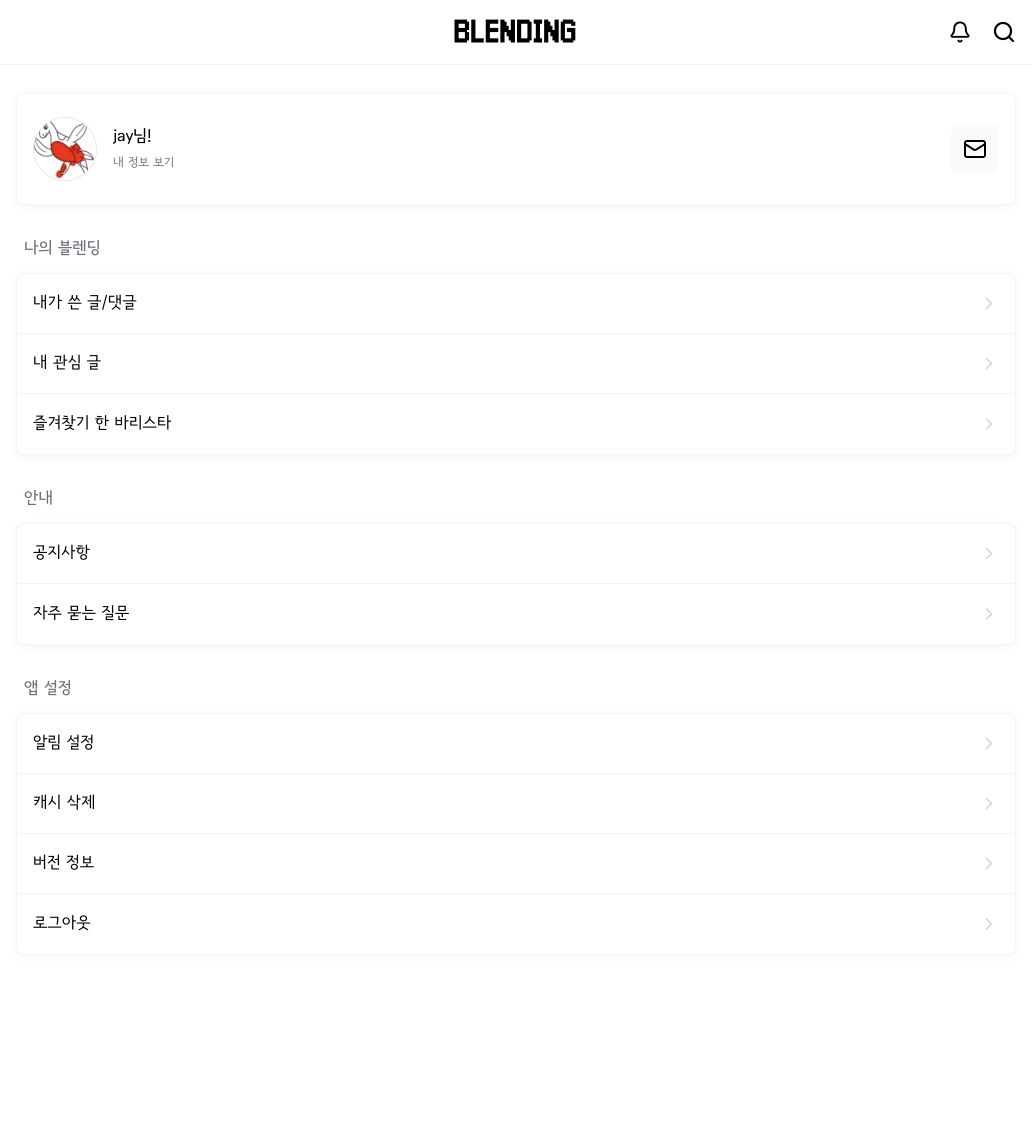 BLENDING
jay님!
내 정보 보기
나의 블렌딩
내가 쓴 글/댓글
내 관심 글
즐겨찾기 한 바리스타
안내
공지사항
자주 묻는 질문
앱 설정
알림 설정
캐시 삭제
버전 정보
로그아웃